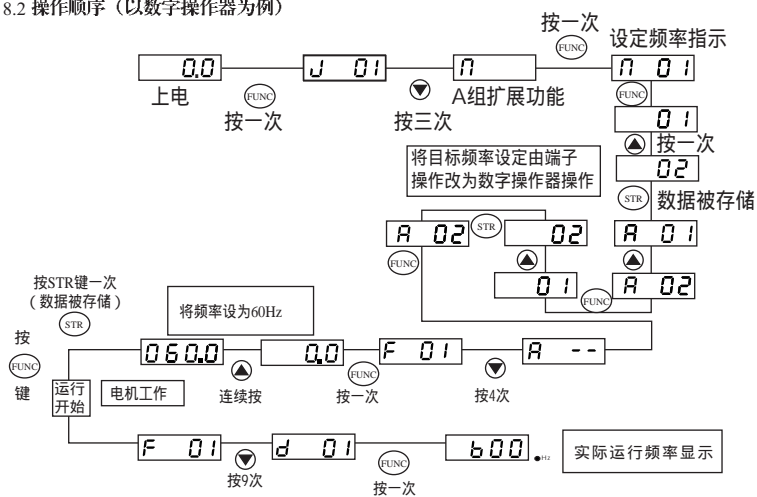 8.2 操作顺序（以数字操作器为例）
按一次
FUNC
设定频率指示
0.0
J 01
A
A 01
上电
FUNC
按一次
按三次
A组扩展功能
FUNC
01
按一次
02
将目标频率设定由端子
操作改为数字操作器操作
STR
数据被存储
A 02
STR
02
A 01
FUNC
01
FUNC
A 02
按STR键一次
（数据被存储）
STR
将频率设为60Hz
按
FUNC
键
060.0
0.0
F 01
A --
连续按
FUNC
按一次
按4次
运行
开始
电机工作
F 01
d 01
b00
Hz
实际运行频率显示
按9次
FUNC
按一次